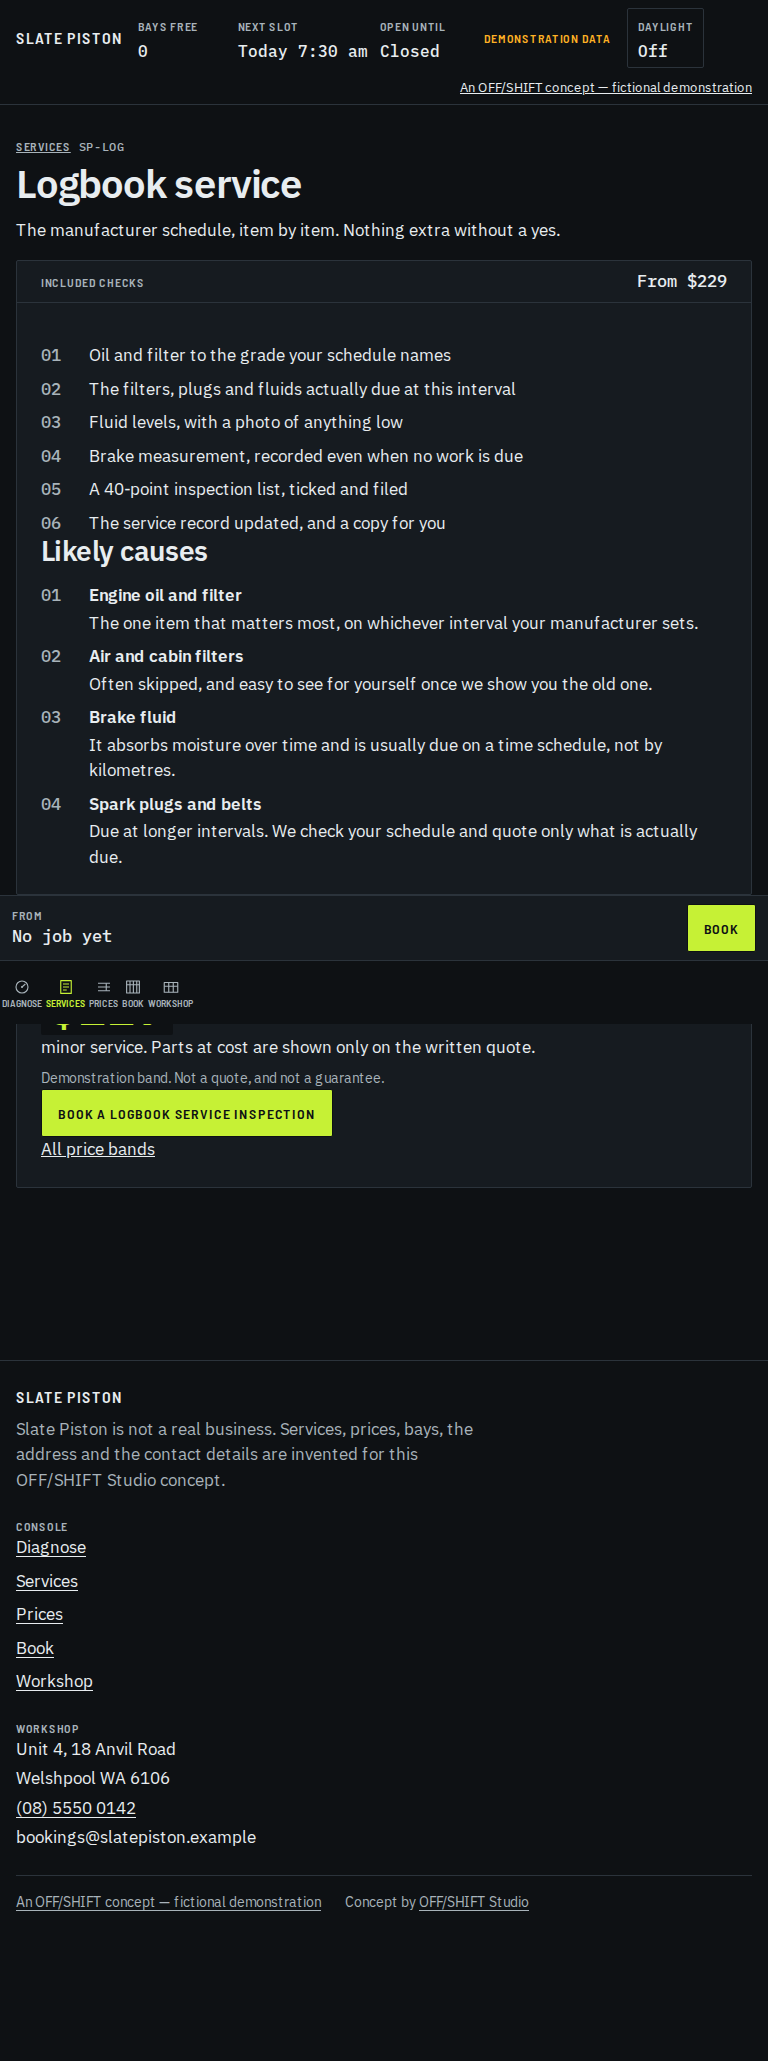 SLATE PISTON
BAYS FREE
0
NEXT SLOT
Today 7:30 am
OPEN UNTIL
Closed
DEMONSTRATION DATA
DAYLIGHT
Off
An OFF/SHIFT concept — fictional demonstration
SERVICES SP-LOG
Logbook service
The manufacturer schedule, item by item. Nothing extra without a yes.
INCLUDED CHECKS From $229
01 Oil and filter to the grade your schedule names
02 The filters, plugs and fluids actually due at this interval
03 Fluid levels, with a photo of anything low
04 Brake measurement, recorded even when no work is due
05 A 40-point inspection list, ticked and filed
06 The service record updated, and a copy for you
Likely causes
01 Engine oil and filter
The one item that matters most, on whichever interval your manufacturer sets.
02 Air and cabin filters
Often skipped, and easy to see for yourself once we show you the old one.
03 Brake fluid
It absorbs moisture over time and is usually due on a time schedule, not by
kilometres.
04 Spark plugs and belts
Due at longer intervals. We check your schedule and quote only what is actually
due.
FROM
No job yet
BOOK
DIAGNOSE SERVICES PRICES BOOK WORKSHOP
minor service. Parts at cost are shown only on the written quote.
Demonstration band. Not a quote, and not a guarantee.
BOOK A LOGBOOK SERVICE INSPECTION
All price bands
SLATE PISTON
Slate Piston is not a real business. Services, prices, bays, the
address and the contact details are invented for this
OFF/SHIFT Studio concept.
CONSOLE
Diagnose
Services
Prices
Book
Workshop
WORKSHOP
Unit 4, 18 Anvil Road
Welshpool WA 6106
(08) 5550 0142
bookings@slatepiston.example
An OFF/SHIFT concept — fictional demonstration Concept by OFF/SHIFT Studio